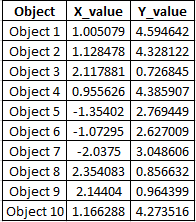 Object X_value Y_value
Object 1 1.005079 4.594642
Object 2 1.128478 4.328122
Object 3 2.117881 0.726845
Object 4 0.955626 4.385907
Object 5 -1.35402 2.769449
Object 6 -1.07295 2.627009
Object 7 -2.0375 3.048606
Object 8 2.354083 0.856632
Object 9 2.14404 0.964399
Object 10 1.166288 4.273516